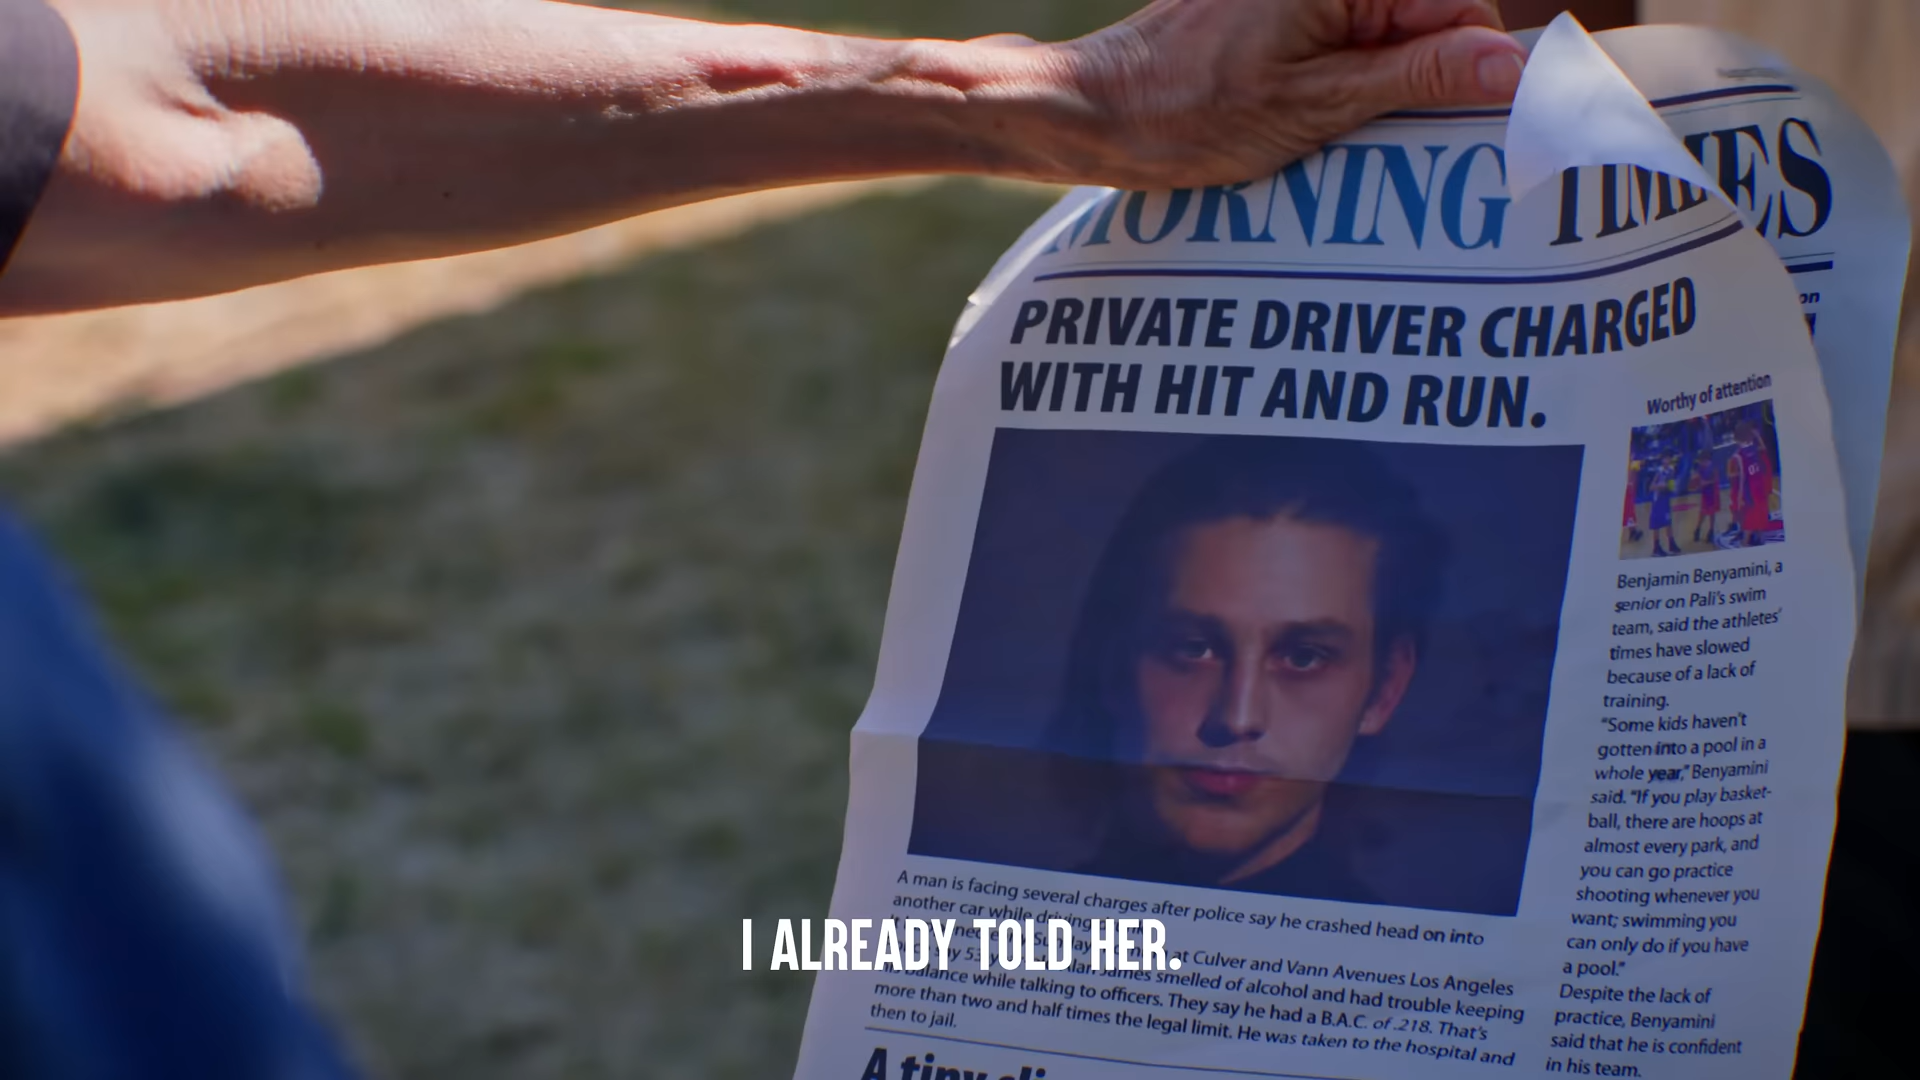 MORNING TIMES
on
PRIVATE DRIVER CHARGED
WITH HIT AND RUN.
Worthy of attention
Benjamin Benyamini, a
senior on Pali's swim
team, said the athletes'
times have slowed
because of a lack of
training.
"Some kids haven't
gotten into a pool in a
whole year," Benyamini
said. "If you play basket-
ball, there are hoops at
almost every park, and
you can go practice
shooting whenever you
want; swimming you
can only do if you have
a pool."
Despite the lack of
practice, Benyamini
said that he is confident
in his team.
A man is facing several charges after police say he crashed head on into
another car while
at Culver and Vann Avenues Los Angeles
James smelled of alcohol and had trouble keeping
balance while talking to officers. They say he had a B.A.C. of .218. That's
more than two and half times the legal limit. He was taken to the hospital and
then to jail.
A tiny
I ALREADY TOLD HER.